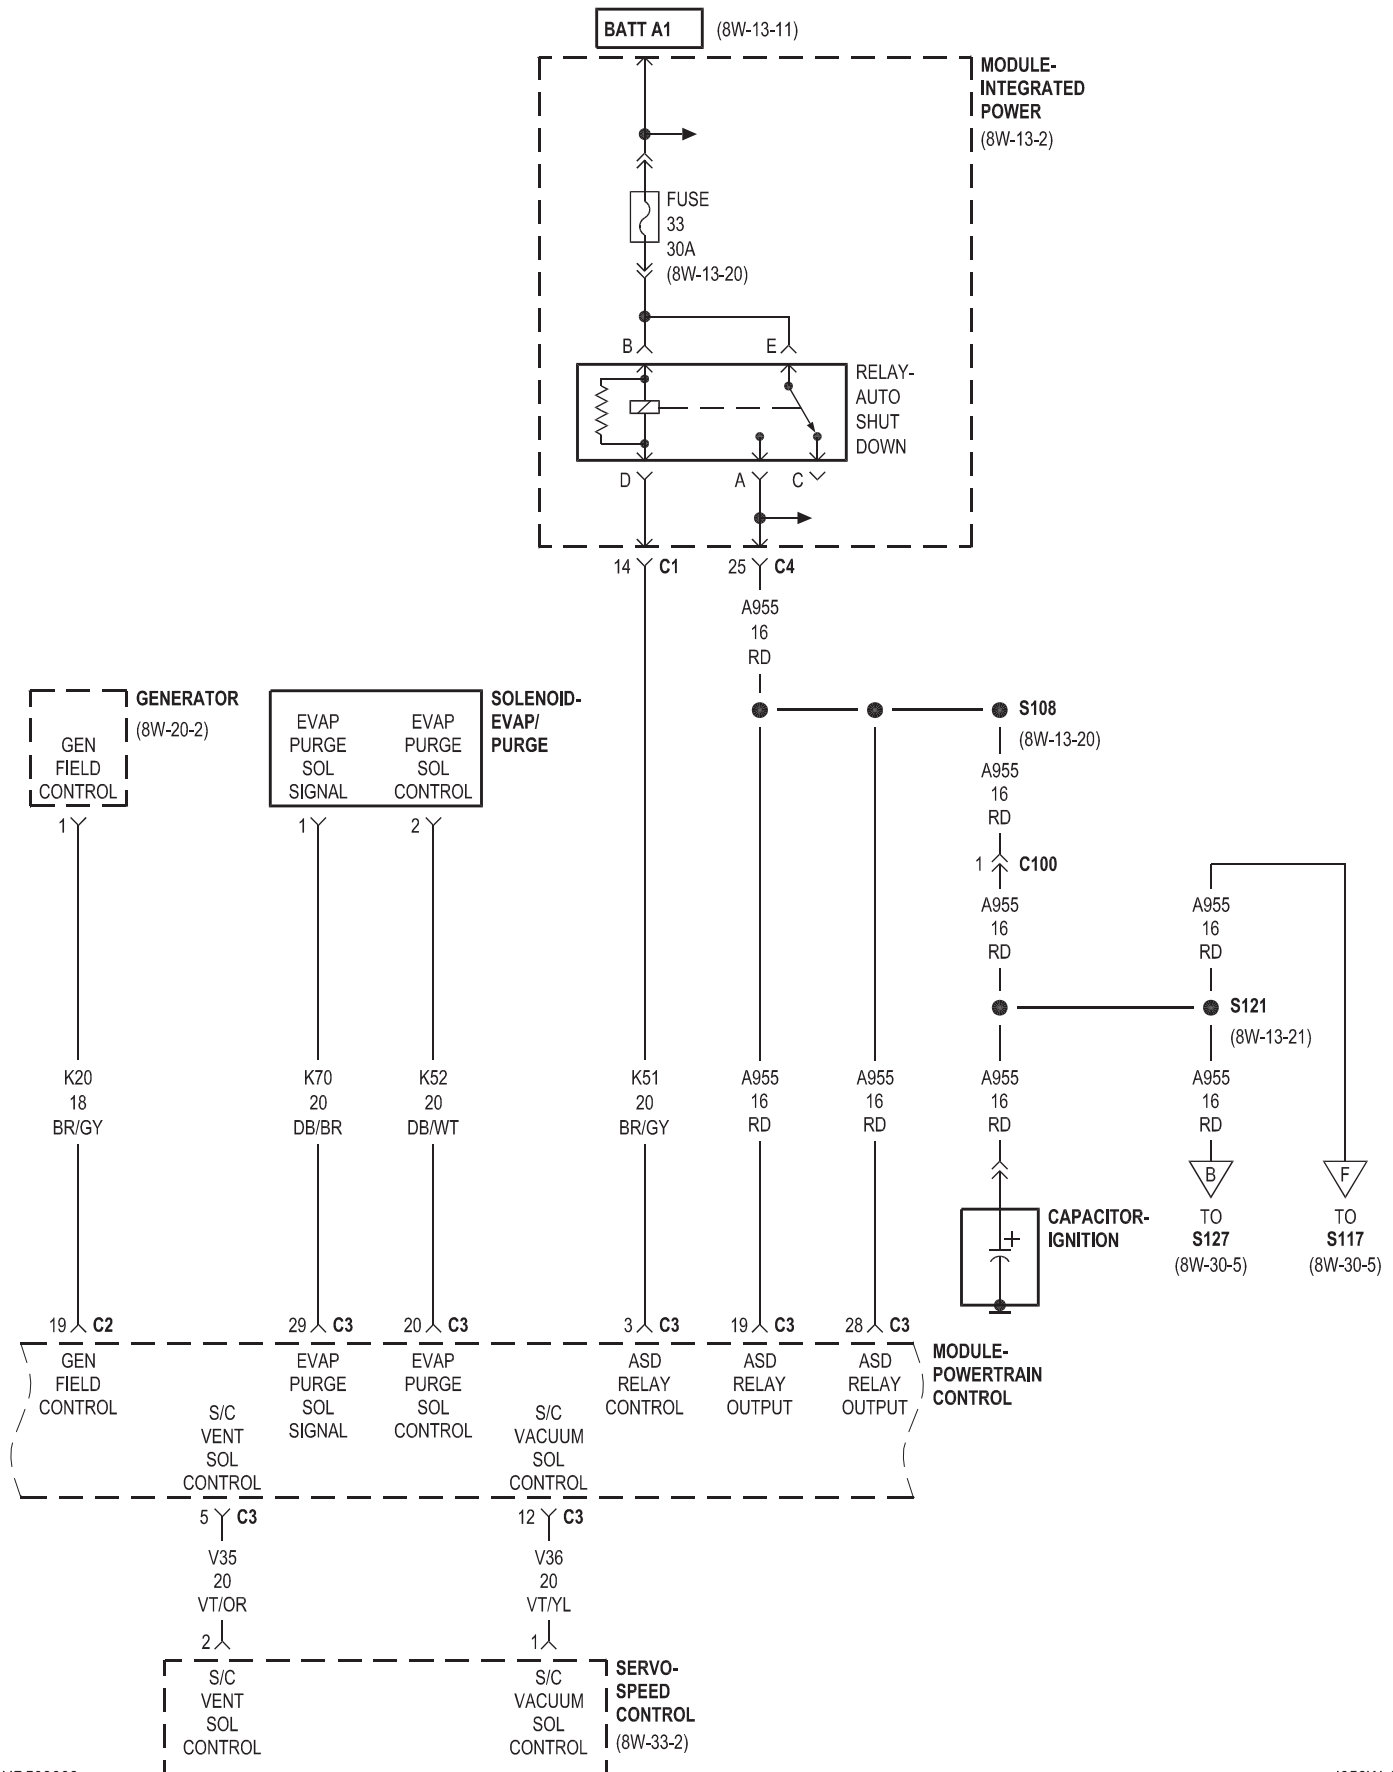 BATT A1 (8W-13-11)
MODULE-
INTEGRATED
POWER
(8W-13-2)
FUSE
33
30A
(8W-13-20)
B E
RELAY-
AUTO
SHUT
DOWN
D A C
14 C1 25 C4
A955
16
RD
GENERATOR
(8W-20-2)
GEN
FIELD
CONTROL
1
SOLENOID-
EVAP/
PURGE
EVAP
PURGE
SOL
SIGNAL
1
EVAP
PURGE
SOL
CONTROL
2
S108
(8W-13-20)
A955
16
RD
1 C100
A955
16
RD
A955
16
RD
S121
(8W-13-21)
K20
18
BR/GY
K70
20
DB/BR
K52
20
DB/WT
K51
20
BR/GY
A955
16
RD
A955
16
RD
A955
16
RD
A955
16
RD
B
TO
S127
(8W-30-5)
F
TO
S117
(8W-30-5)
CAPACITOR-
IGNITION
+
19 C2 29 C3 20 C3 3 C3 19 C3 28 C3
MODULE-
POWERTRAIN
CONTROL
GEN
FIELD
CONTROL
S/C
VENT
SOL
CONTROL
EVAP
PURGE
SOL
SIGNAL
EVAP
PURGE
SOL
CONTROL
S/C
VACUUM
SOL
CONTROL
ASD
RELAY
CONTROL
ASD
RELAY
OUTPUT
ASD
RELAY
OUTPUT
5 C3 12 C3
V35
20
VT/OR
2
V36
20
VT/YL
1
S/C
VENT
SOL
CONTROL
S/C
VACUUM
SOL
CONTROL
SERVO-
SPEED
CONTROL
(8W-33-2)